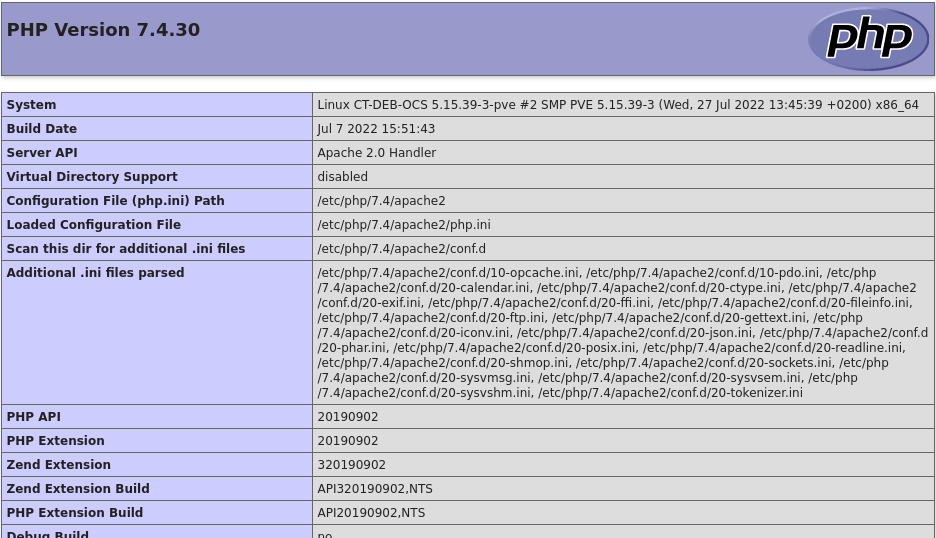 PHP Version 7.4.30
php
System Linux CT-DEB-OCS 5.15.39-3-pve #2 SMP PVE 5.15.39-3 (Wed, 27 Jul 2022 13:45:39 +0200) x86_64
Build Date Jul 7 2022 15:51:43
Server API Apache 2.0 Handler
Virtual Directory Support disabled
Configuration File (php.ini) Path /etc/php/7.4/apache2
Loaded Configuration File /etc/php/7.4/apache2/php.ini
Scan this dir for additional .ini files /etc/php/7.4/apache2/conf.d
Additional .ini files parsed /etc/php/7.4/apache2/conf.d/10-opcache.ini, /etc/php/7.4/apache2/conf.d/10-pdo.ini, /etc/php
/7.4/apache2/conf.d/20-calendar.ini, /etc/php/7.4/apache2/conf.d/20-ctype.ini, /etc/php/7.4/apache2
/conf.d/20-exif.ini, /etc/php/7.4/apache2/conf.d/20-ffi.ini, /etc/php/7.4/apache2/conf.d/20-fileinfo.ini,
/etc/php/7.4/apache2/conf.d/20-ftp.ini, /etc/php/7.4/apache2/conf.d/20-gettext.ini, /etc/php
/7.4/apache2/conf.d/20-iconv.ini, /etc/php/7.4/apache2/conf.d/20-json.ini, /etc/php/7.4/apache2/conf.d
/20-phar.ini, /etc/php/7.4/apache2/conf.d/20-posix.ini, /etc/php/7.4/apache2/conf.d/20-readline.ini,
/etc/php/7.4/apache2/conf.d/20-shmop.ini, /etc/php/7.4/apache2/conf.d/20-sockets.ini, /etc/php
/7.4/apache2/conf.d/20-sysvmsg.ini, /etc/php/7.4/apache2/conf.d/20-sysvsem.ini, /etc/php
/7.4/apache2/conf.d/20-sysvshm.ini, /etc/php/7.4/apache2/conf.d/20-tokenizer.ini
PHP API 20190902
PHP Extension 20190902
Zend Extension 320190902
Zend Extension Build API320190902,NTS
PHP Extension Build API20190902,NTS
Debug Build no